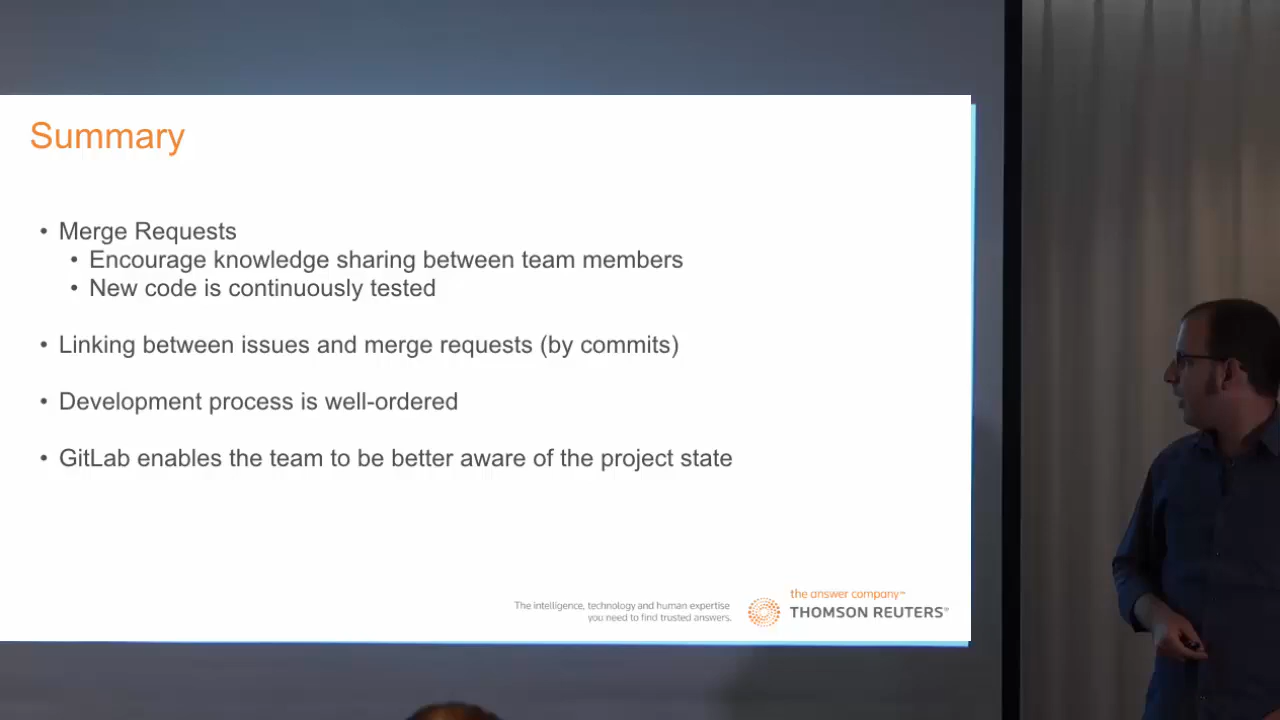 Summary
• Merge Requests
• Encourage knowledge sharing between team members
• New code is continuously tested
• Linking between issues and merge requests (by commits)
• Development process is well-ordered
• GitLab enables the team to be better aware of the project state
the answer company™
THOMSON REUTERS®
The intelligence, technology and human expertise
you need to find trusted answers.